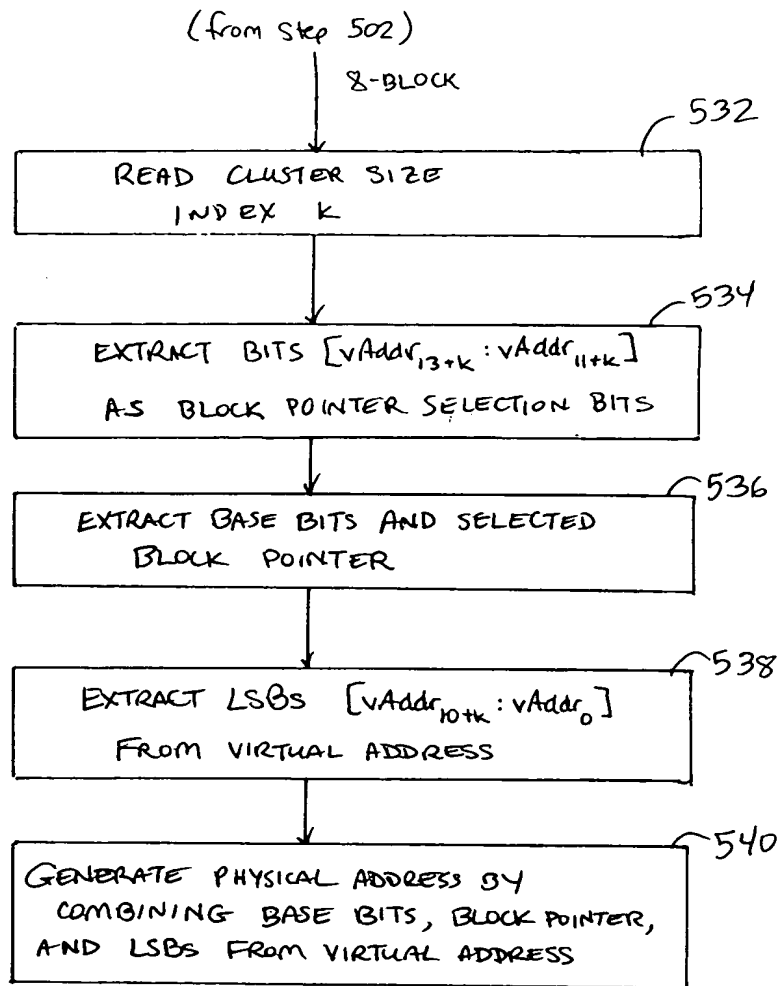 (from step 502)
8-BLOCK
532
READ CLUSTER SIZE
INDEX K
534
EXTRACT BITS [vAddr₁₃₊ₖ : vAddr₁₁₊ₖ]
AS BLOCK POINTER SELECTION BITS
536
EXTRACT BASE BITS AND SELECTED
BLOCK POINTER
538
EXTRACT LSBs [vAddr₁₀₊ₖ : vAddr₀]
FROM VIRTUAL ADDRESS
540
GENERATE PHYSICAL ADDRESS BY
COMBINING BASE BITS, BLOCK POINTER,
AND LSBs FROM VIRTUAL ADDRESS